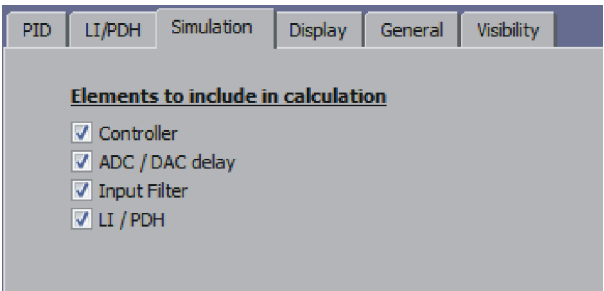 PID LI/PDH Simulation Display General Visibility
Elements to include in calculation
Controller
ADC / DAC delay
Input Filter
LI / PDH